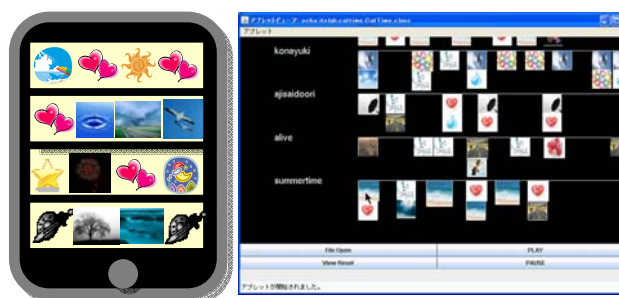 アプレットビューア: ocha.itolab.cattime.CatTime.class
アプレット
konayuki
ajisaidoori
alive
summertime
File Open
PLAY
View Reset
PAUSE
アプレットが開始されました。